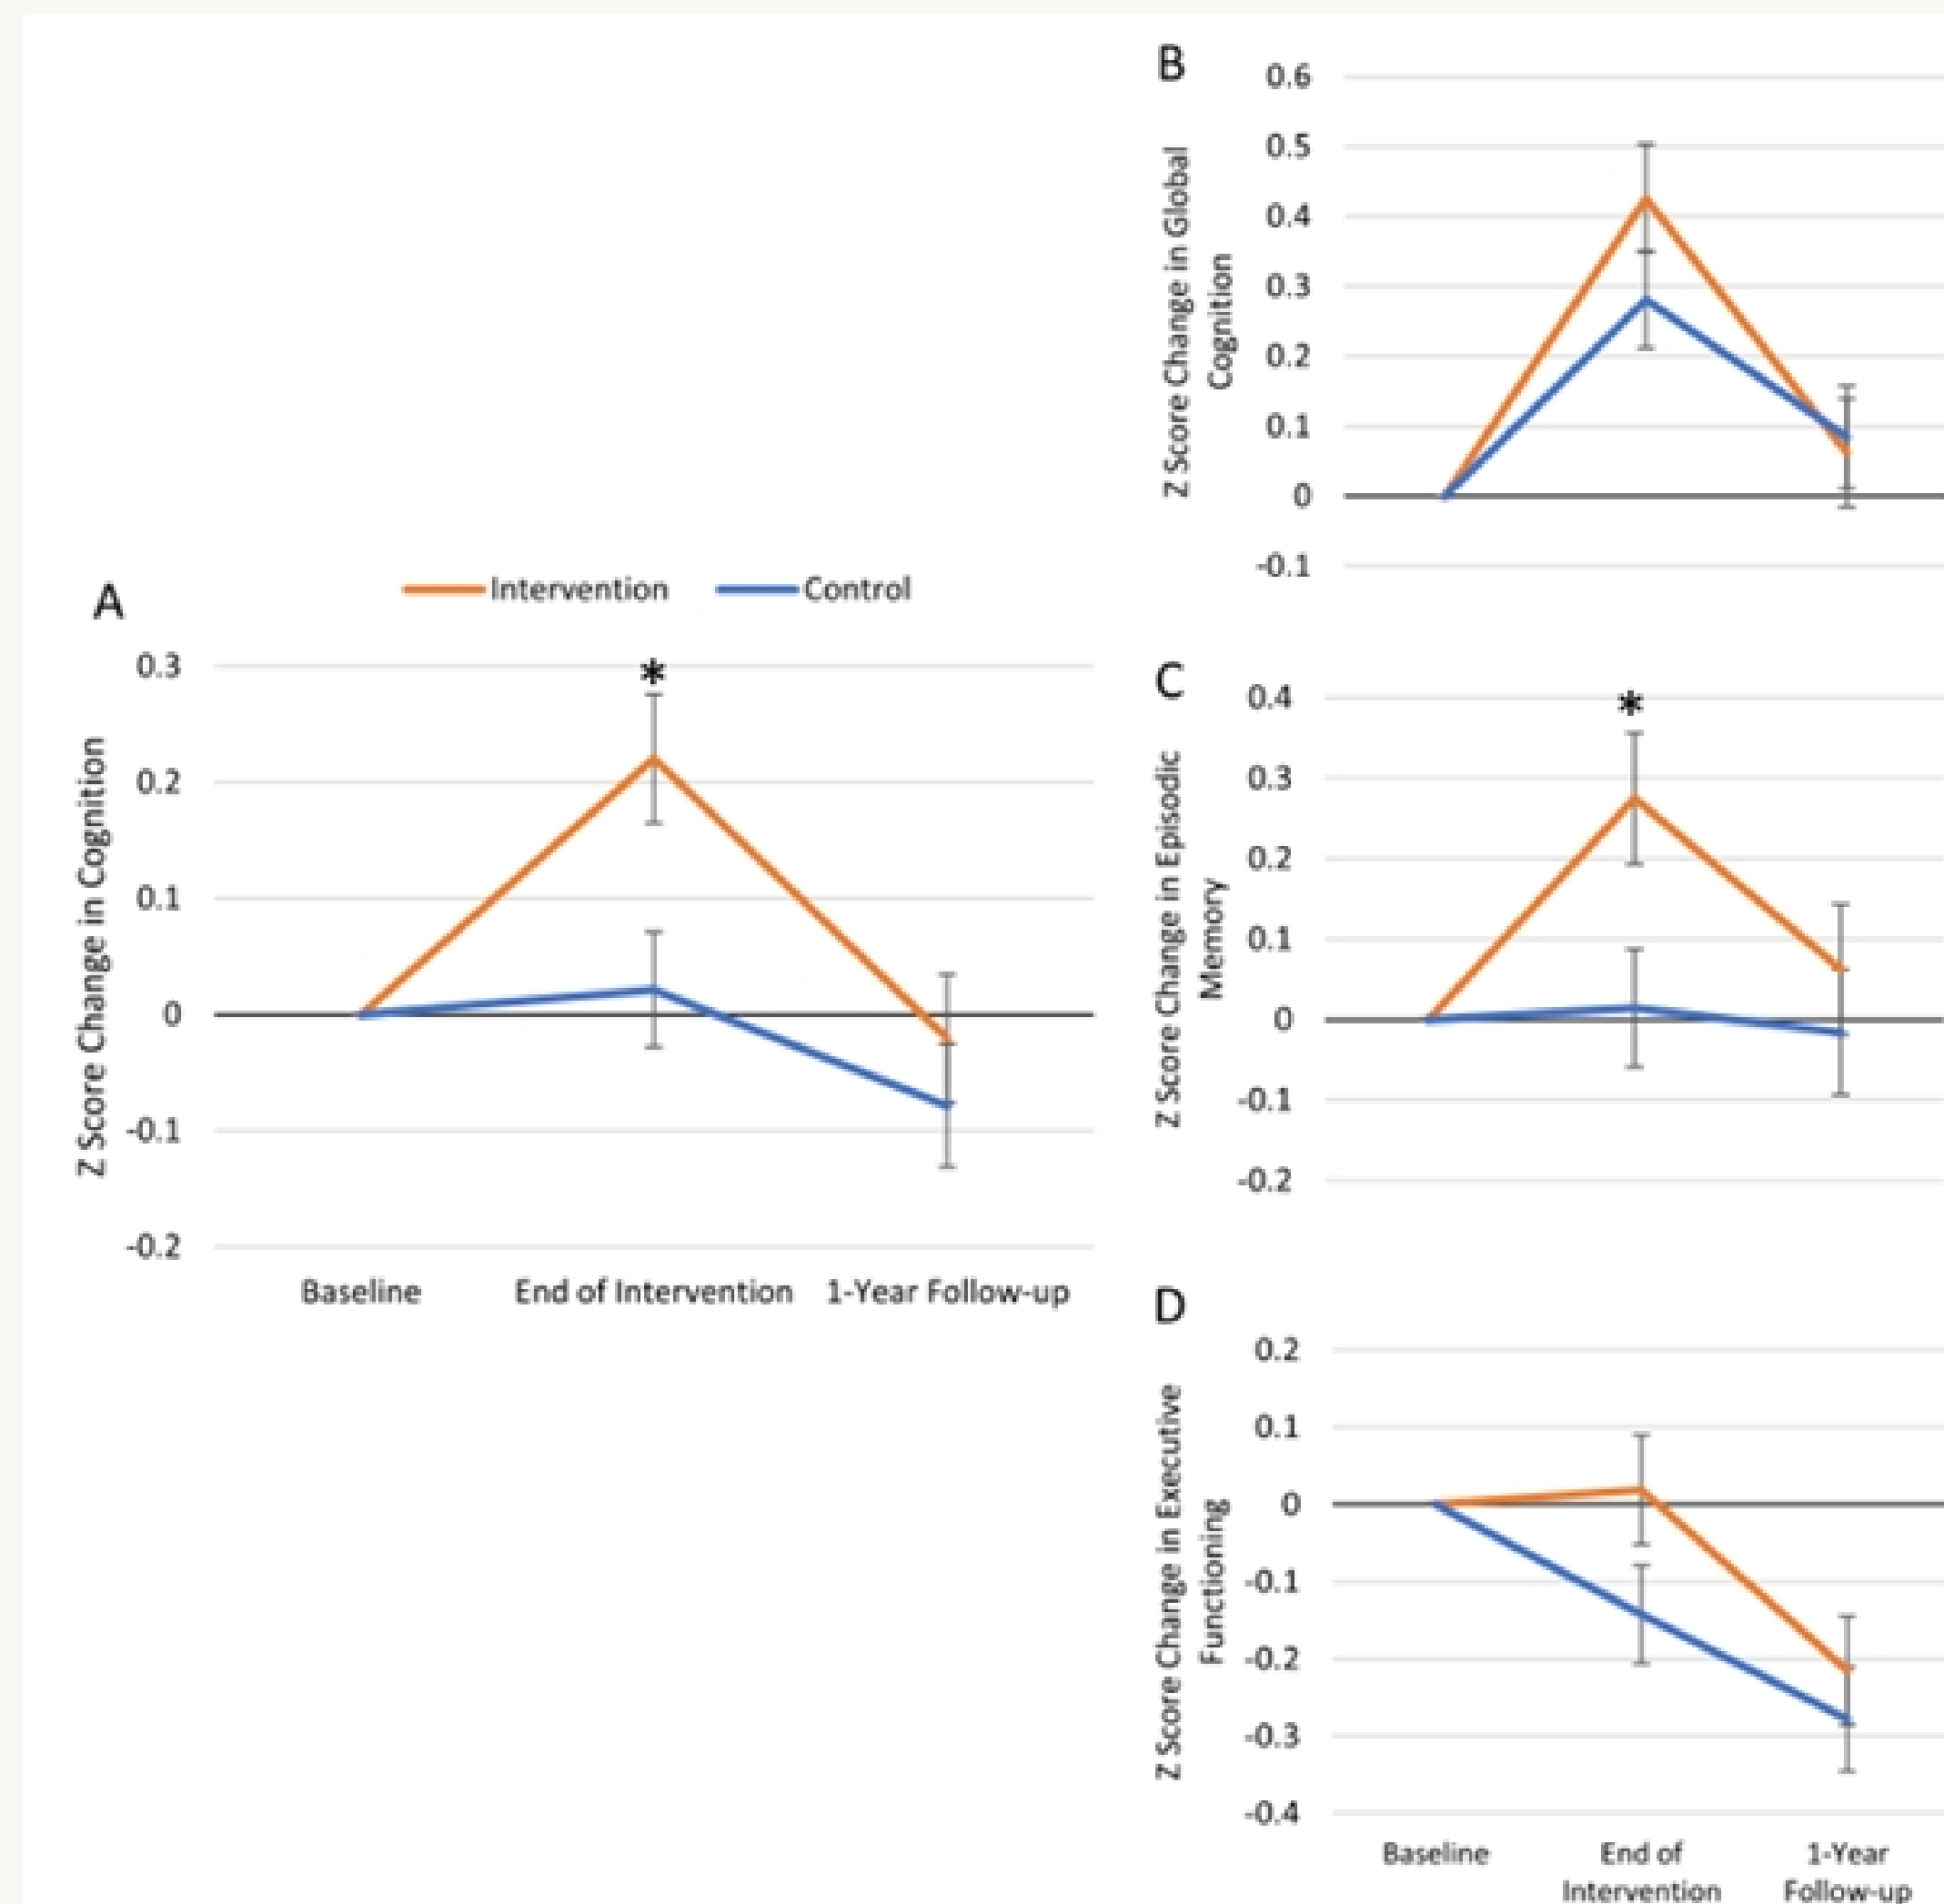 A
Intervention Control
Z Score Change in Cognition
0.3
*
0.2
0.1
0
-0.1
-0.2
Baseline End of Intervention 1-Year Follow-up
B
Z Score Change in Global
Cognition
0.6
0.5
0.4
0.3
0.2
0.1
0
-0.1
C
Z Score Change in Episodic
Memory
0.4
*
0.3
0.2
0.1
0
-0.1
-0.2
D
Z Score Change in Executive
Functioning
0.2
0.1
0
-0.1
-0.2
-0.3
-0.4
Baseline End of 1-Year
Intervention Follow-up